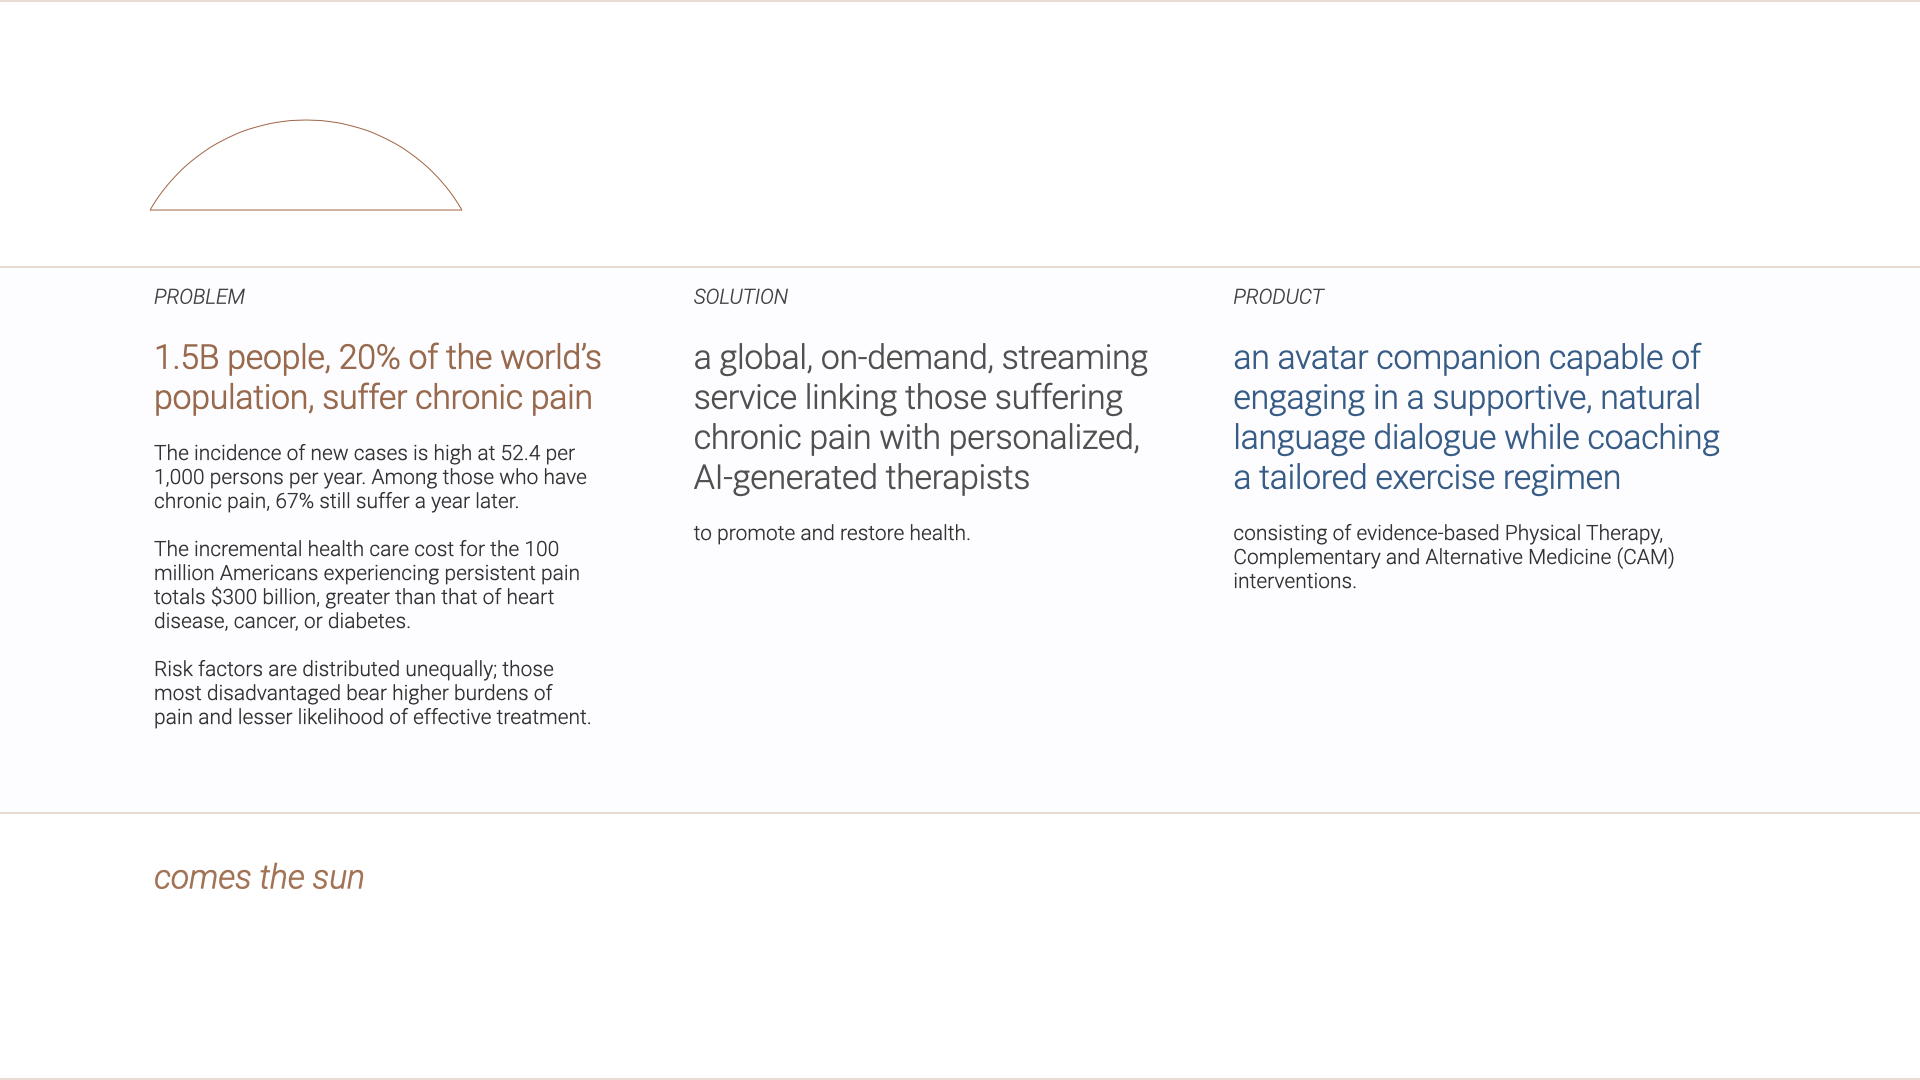 PROBLEM
1.5B people, 20% of the world’s
population, suffer chronic pain
The incidence of new cases is high at 52.4 per
1,000 persons per year. Among those who have
chronic pain, 67% still suffer a year later.
The incremental health care cost for the 100
million Americans experiencing persistent pain
totals $300 billion, greater than that of heart
disease, cancer, or diabetes.
Risk factors are distributed unequally; those
most disadvantaged bear higher burdens of
pain and lesser likelihood of effective treatment.
SOLUTION
a global, on-demand, streaming
service linking those suffering
chronic pain with personalized,
AI-generated therapists
to promote and restore health.
PRODUCT
an avatar companion capable of
engaging in a supportive, natural
language dialogue while coaching
a tailored exercise regimen
consisting of evidence-based Physical Therapy,
Complementary and Alternative Medicine (CAM)
interventions.
comes the sun